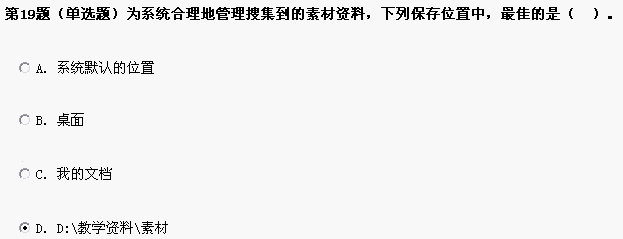 第19题（单选题）为系统合理地管理搜集到的素材资料，下列保存位置中，最佳的是（　）。
A. 系统默认的位置
B. 桌面
C. 我的文档
D. D:\教学资料\素材